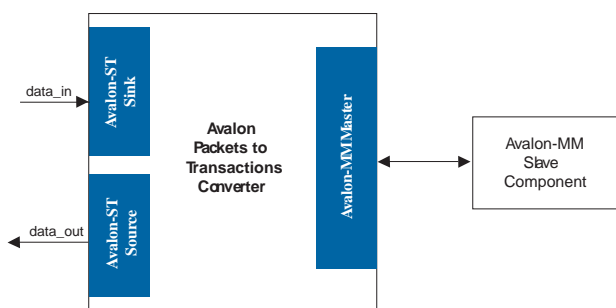 data_in
Avalon-ST
Sink
Avalon
Packets to
Transactions
Converter
Avalon-MM Master
Avalon-MM
Slave
Component
data_out
Avalon-ST
Source